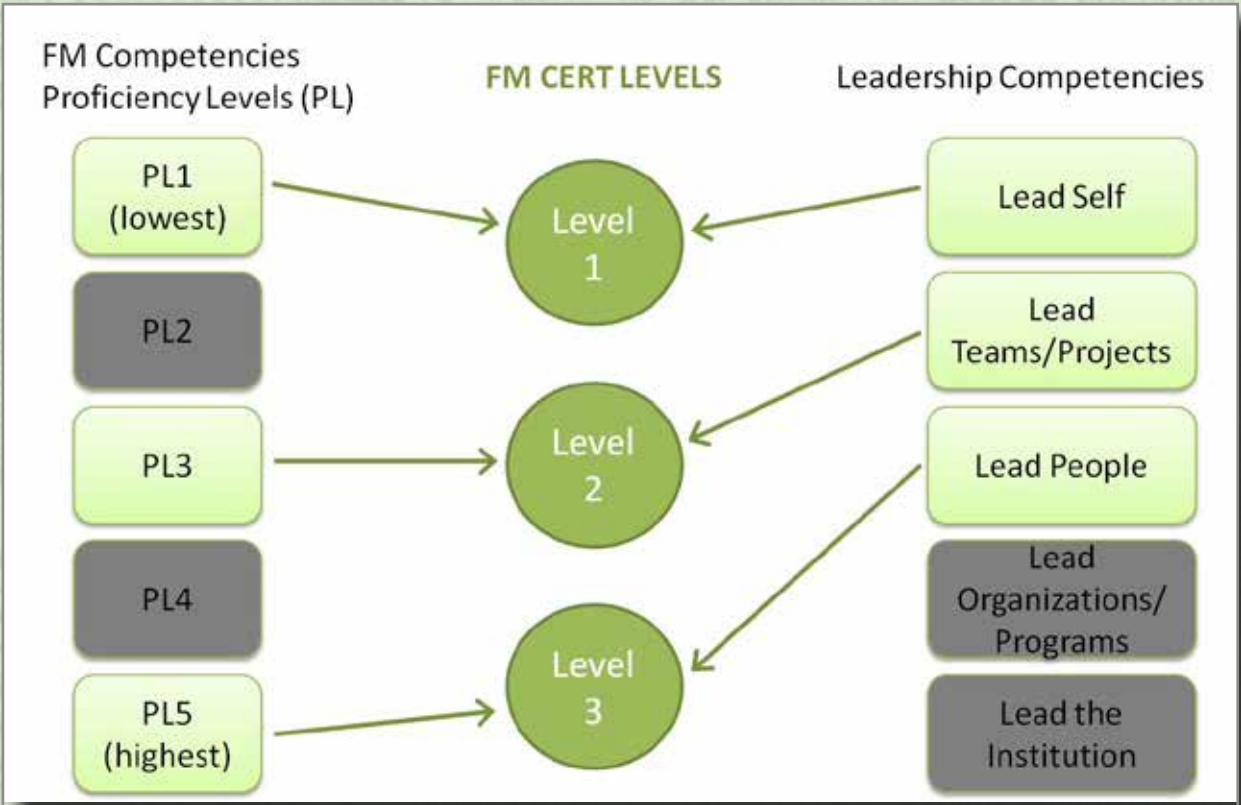 FM Competencies
Proficiency Levels (PL)
FM CERT LEVELS
Leadership Competencies
PL1
(lowest)
PL2
PL3
PL4
PL5
(highest)
Level
1
Level
2
Level
3
Lead Self
Lead
Teams/Projects
Lead People
Lead
Organizations/
Programs
Lead the
Institution